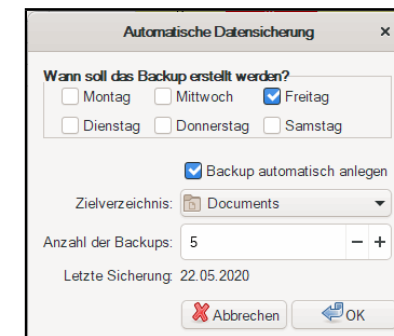 Automatische Datensicherung ×
Wann soll das Backup erstellt werden?
Montag Mittwoch Freitag
Dienstag Donnerstag Samstag
Backup automatisch anlegen
Zielverzeichnis: Documents
Anzahl der Backups: 5 − +
Letzte Sicherung: 22.05.2020
Abbrechen OK